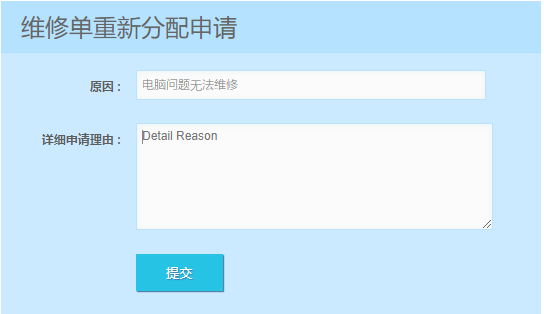 维修单重新分配申请
原因：
电脑问题无法维修
详细申请理由：
Detail Reason
提交